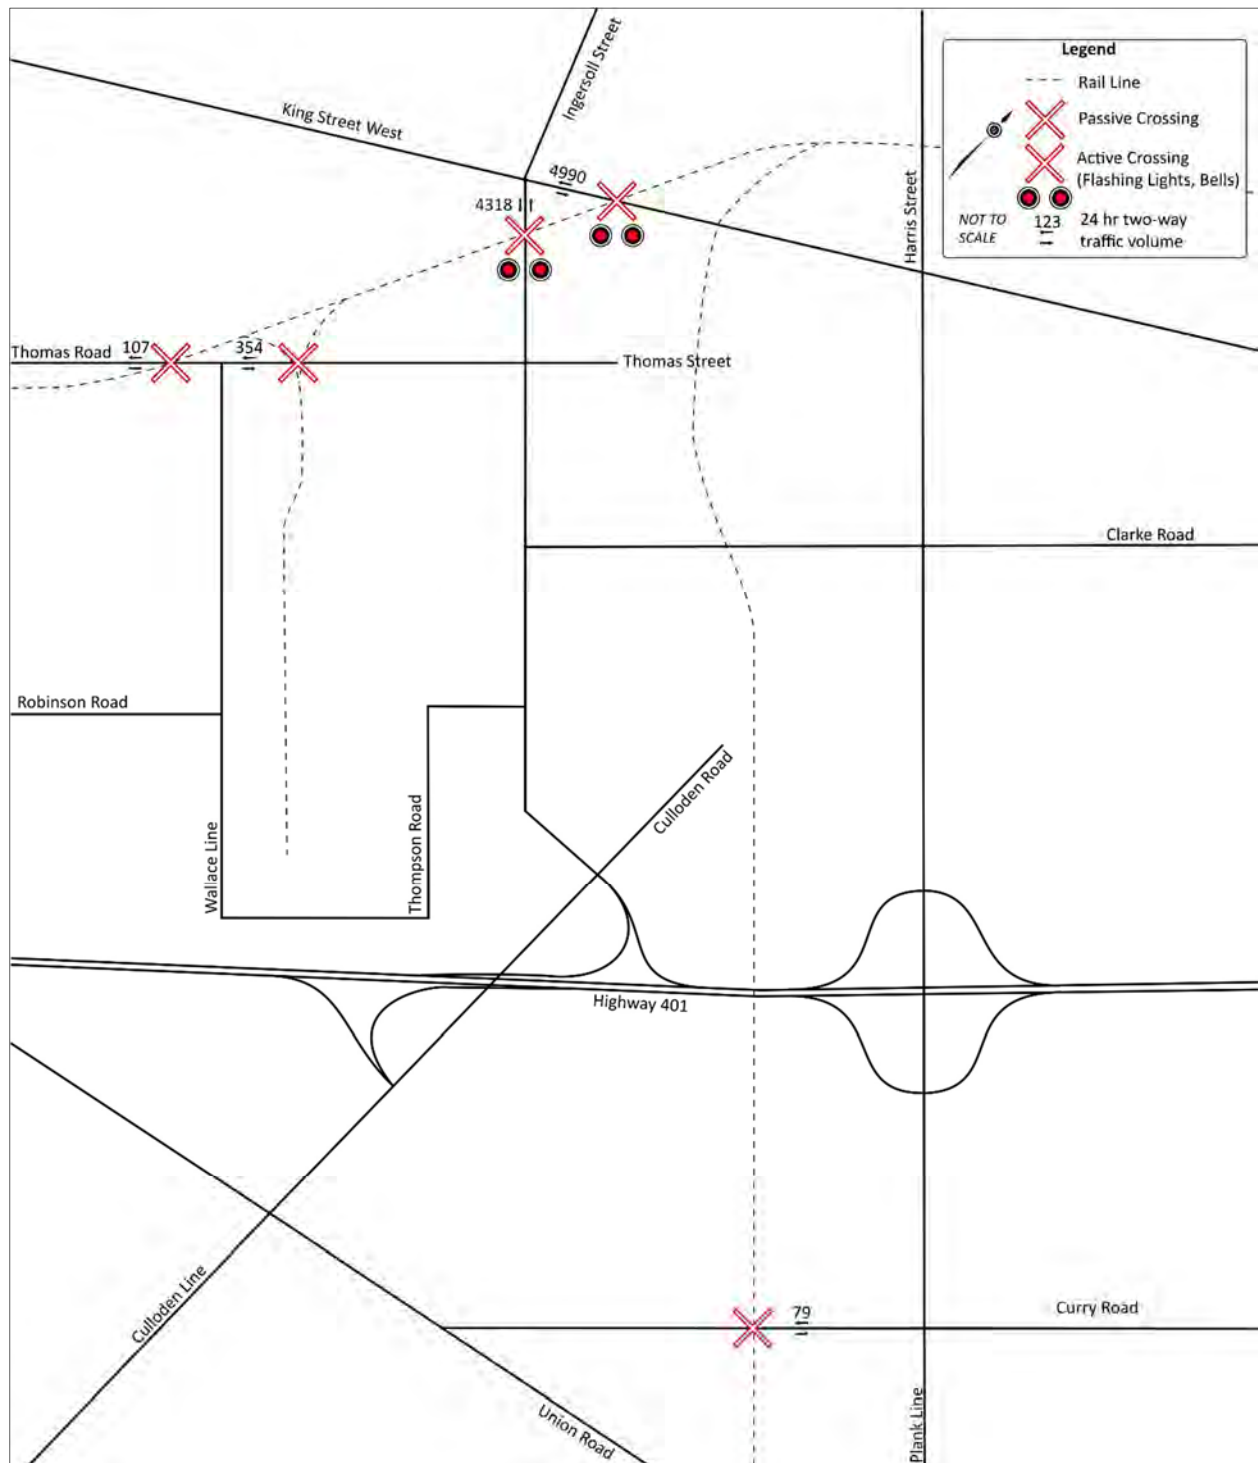 Ingersoll Street
King Street West
4990
4318
Harris Street
Legend
Rail Line
Passive Crossing
Active Crossing
(Flashing Lights, Bells)
NOT TO
SCALE
123
24 hr two-way
traffic volume
Thomas Road
107
354
Thomas Street
Clarke Road
Robinson Road
Culloden Road
Wallace Line
Thompson Road
Highway 401
Culloden Line
79
Curry Road
Union Road
Plank Line